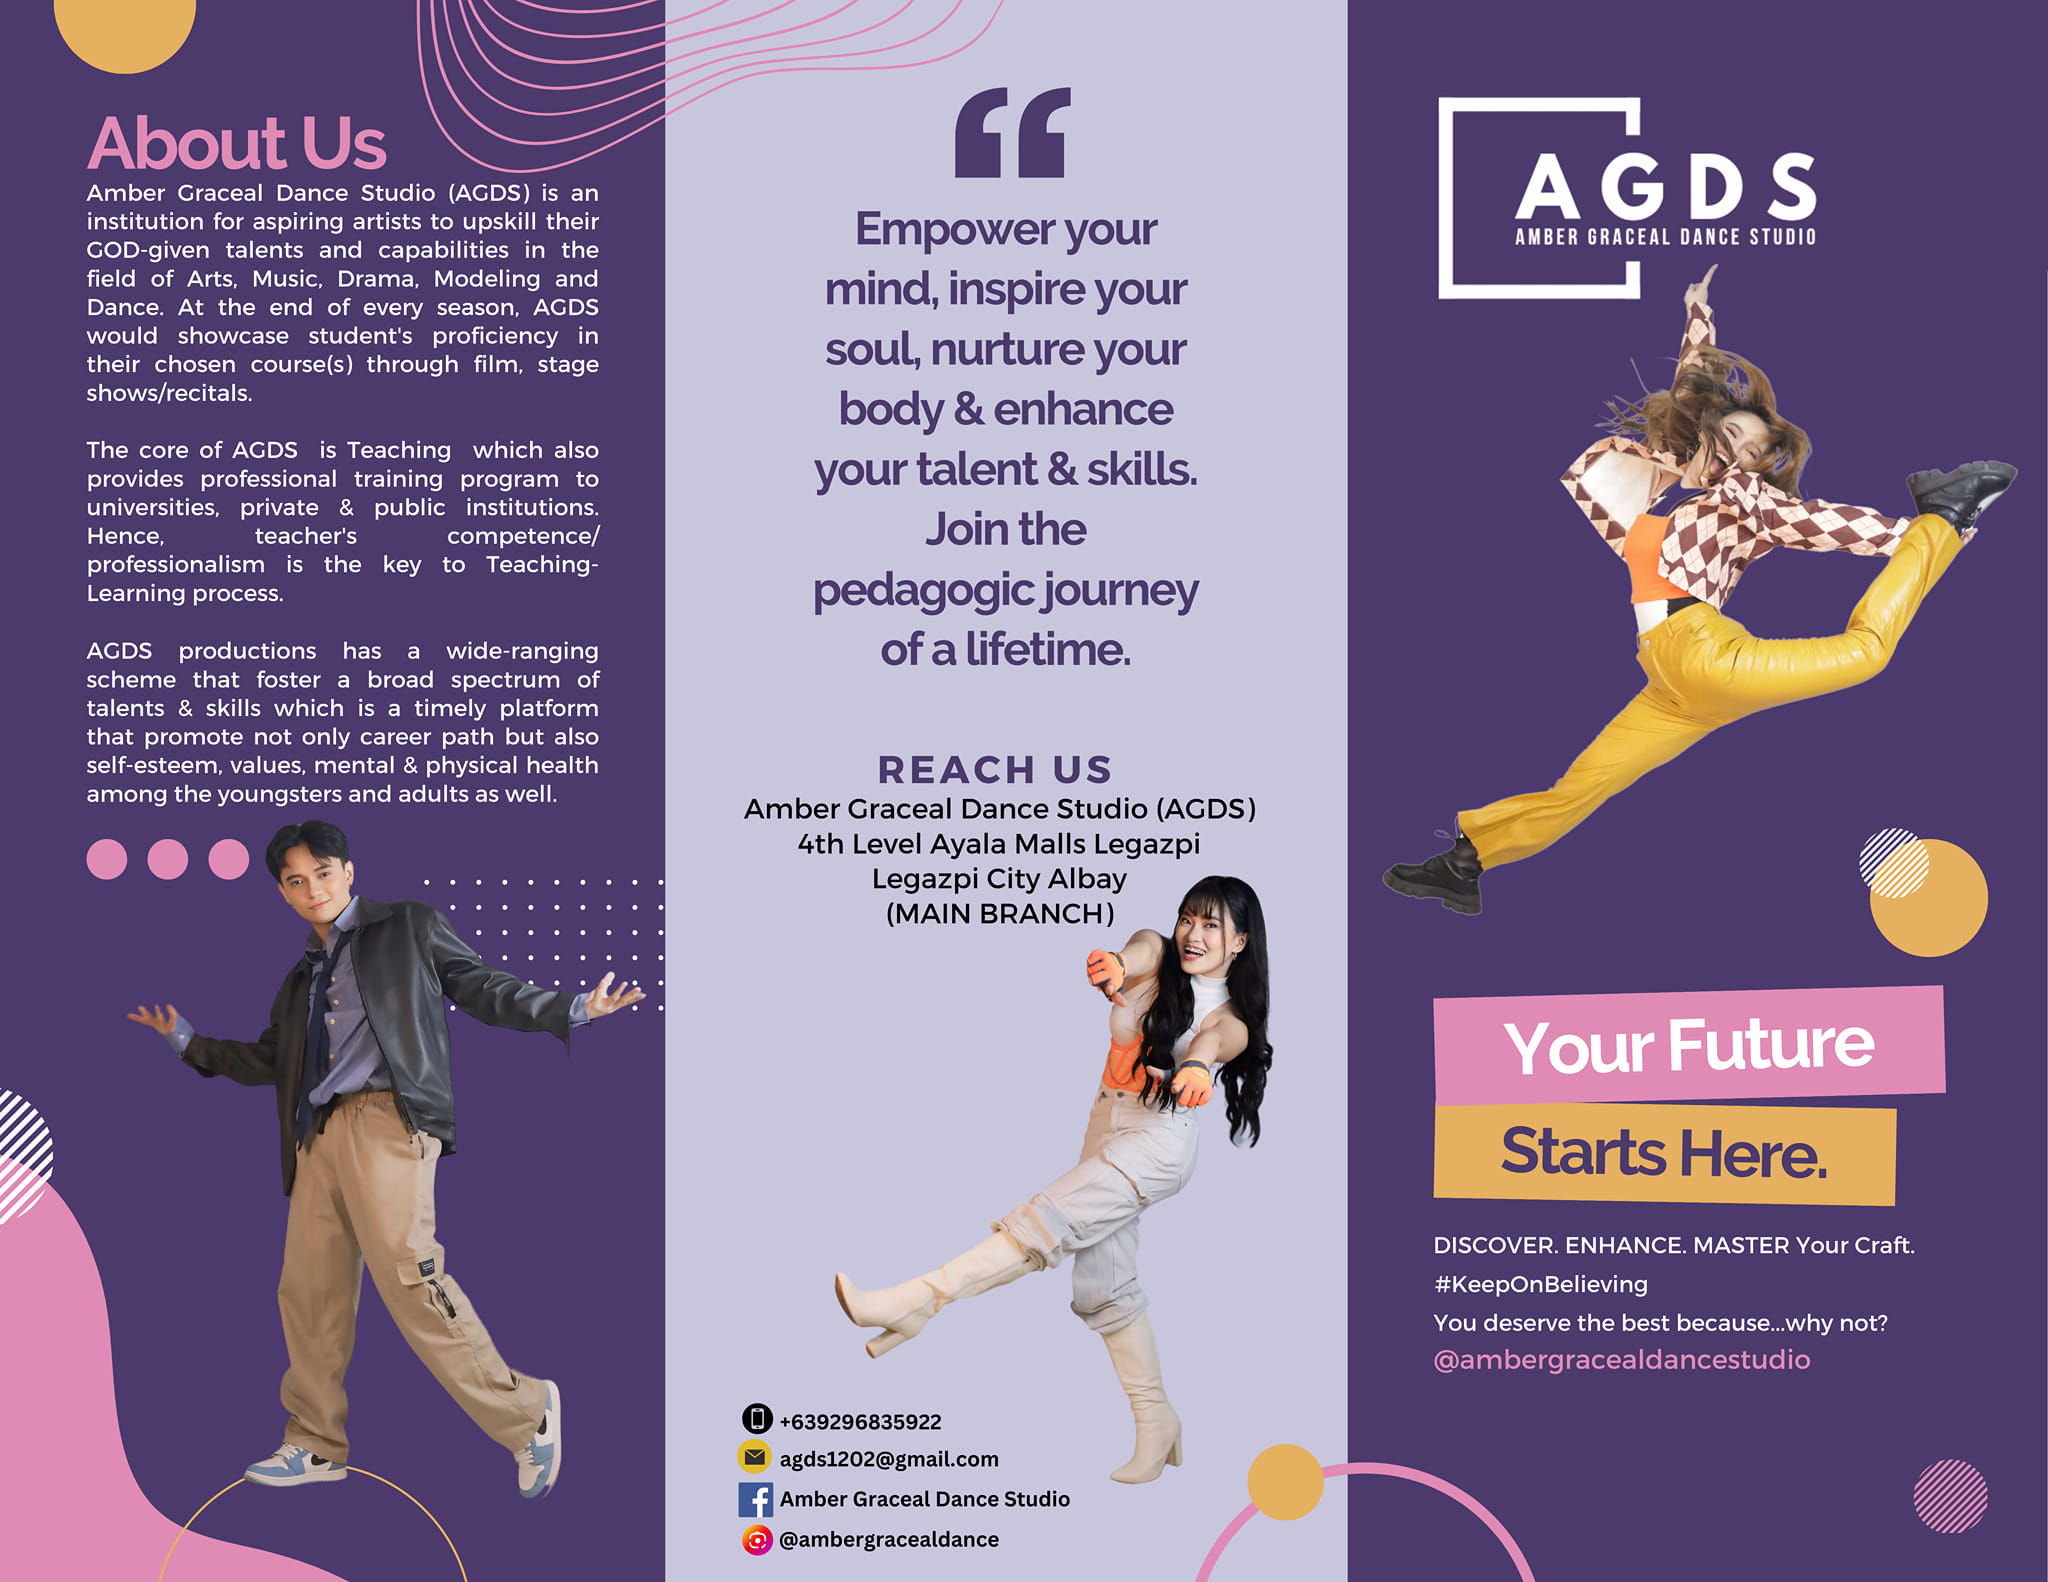 About Us
Amber Graceal Dance Studio (AGDS) is an
institution for aspiring artists to upskill their
GOD-given talents and capabilities in the
field of Arts, Music, Drama, Modeling and
Dance. At the end of every season, AGDS
would showcase student's proficiency in
their chosen course(s) through film, stage
shows/recitals.
The core of AGDS is Teaching which also
provides professional training program to
universities, private & public institutions.
Hence, teacher's competence/
professionalism is the key to Teaching-
Learning process.
AGDS productions has a wide-ranging
scheme that foster a broad spectrum of
talents & skills which is a timely platform
that promote not only career path but also
self-esteem, values, mental & physical health
among the youngsters and adults as well.
“
Empower your
mind, inspire your
soul, nurture your
body & enhance
your talent & skills.
Join the
pedagogic journey
of a lifetime.
REACH US
Amber Graceal Dance Studio (AGDS)
4th Level Ayala Malls Legazpi
Legazpi City Albay
(MAIN BRANCH)
+639296835922
agds1202@gmail.com
Amber Graceal Dance Studio
@ambergracealdance
AGDS
AMBER GRACEAL DANCE STUDIO
Your Future
Starts Here.
DISCOVER. ENHANCE. MASTER Your Craft.
#KeepOnBelieving
You deserve the best because...why not?
@ambergracealdancestudio